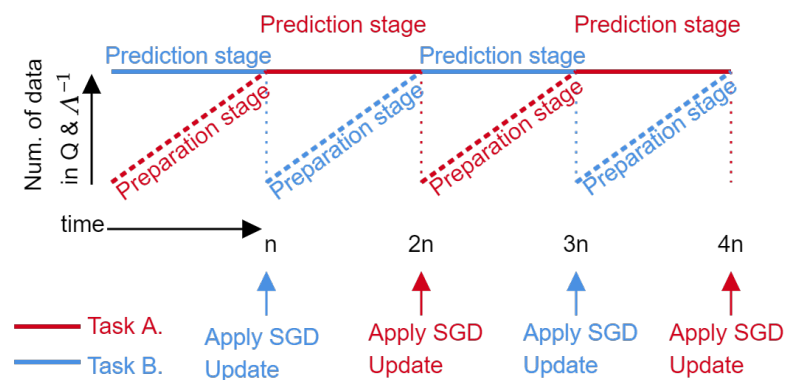 Prediction stage
Prediction stage
Prediction stage
Prediction stage
Num. of data
in Q & Λ⁻¹
Preparation stage
Preparation stage
Preparation stage
Preparation stage
time
n
2n
3n
4n
Task A.
Task B.
Apply SGD
Update
Apply SGD
Update
Apply SGD
Update
Apply SGD
Update